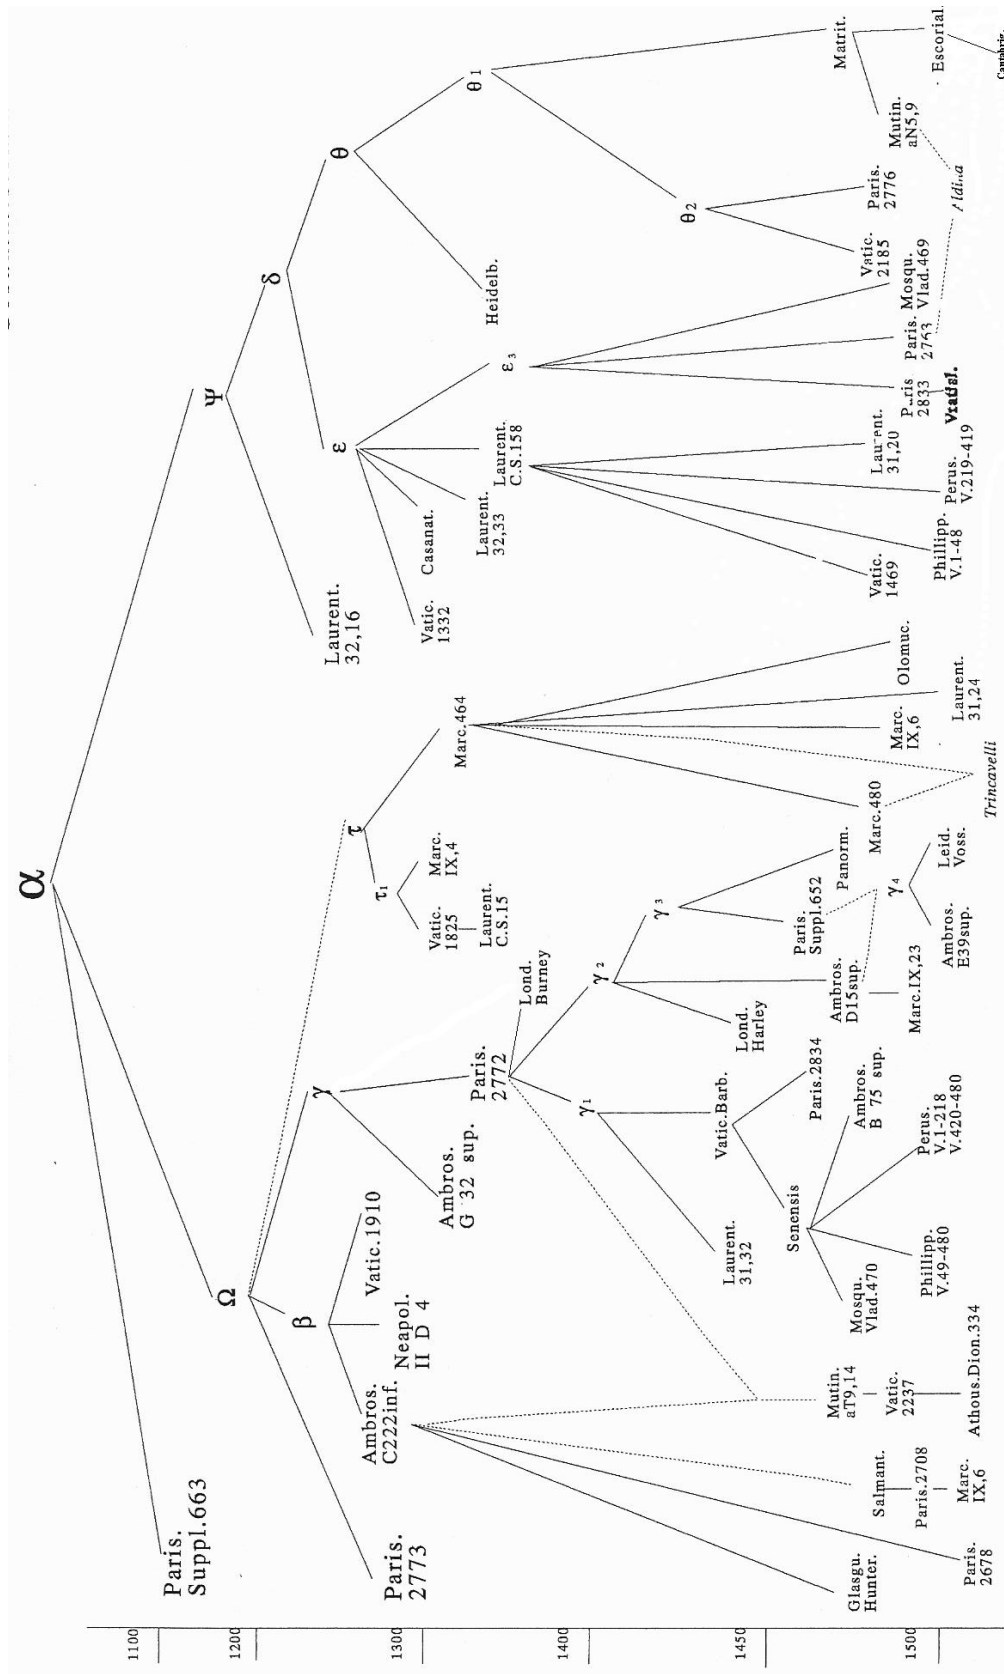 α
Paris.
Suppl.663
Ω
Ψ
Paris.
2773
β
Ambros.
C222inf.
Neapol.
II D 4
Vatic.1910
γ
Ambros.
G 32 sup.
Paris.
2772
τ
τ1
Vatic.
1825
Marc.
IX,4
Laurent.
C.S.15
Marc.464
Laurent.
32,16
δ
ε
Vatic.
1332
Casanat.
Laurent.
32,33
Laurent.
C.S.158
ε3
θ
Heidelb.
θ1
θ2
Lond.
Burney
γ1
γ2
Laurent.
31,32
Vatic.Barb.
Lond.
Harley
γ3
Senensis
Paris.2834
Paris.
Suppl.652
Panorm.
Ambros.
D15sup.
Marc.IX,23
γ4
Ambros.
E39sup.
Leid.
Voss.
Mosqu.
Vlad.470
Phillipp.
V.49-480
Perus.
V.1-218
V.420-480
Ambros.
B 75 sup.
Glasgu.
Hunter.
Paris.
2678
Salmant.
Paris.2708
Marc.
IX,6
Mutin.
aT9,14
Vatic.
2237
Athous.Dion.334
Marc.480
Trincavelli
Marc.
IX,6
Laurent.
31,24
Olomuc.
Vatic.
1469
Phillipp.
V.1-48
Perus.
V.219-419
Laurent.
31,20
Paris
2833
Vratisl.
Paris.
2763
Mosqu.
Vlad.469
Vatic.
2185
Paris.
2776
Aldina
Mutin.
aN5,9
Matrit.
Escorial.
Cantabrig.
1100
1200
1300
1400
1450
1500